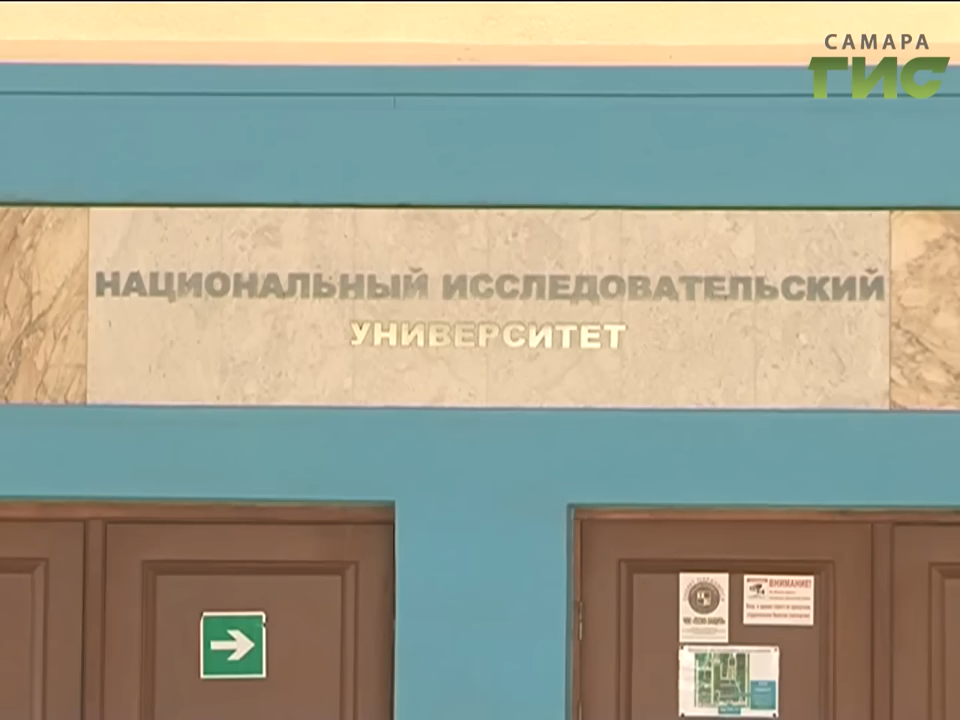 САМАРА
ГИС
НАЦИОНАЛЬНЫЙ ИССЛЕДОВАТЕЛЬСКИЙ
УНИВЕРСИТЕТ
ВНИМАНИЕ!